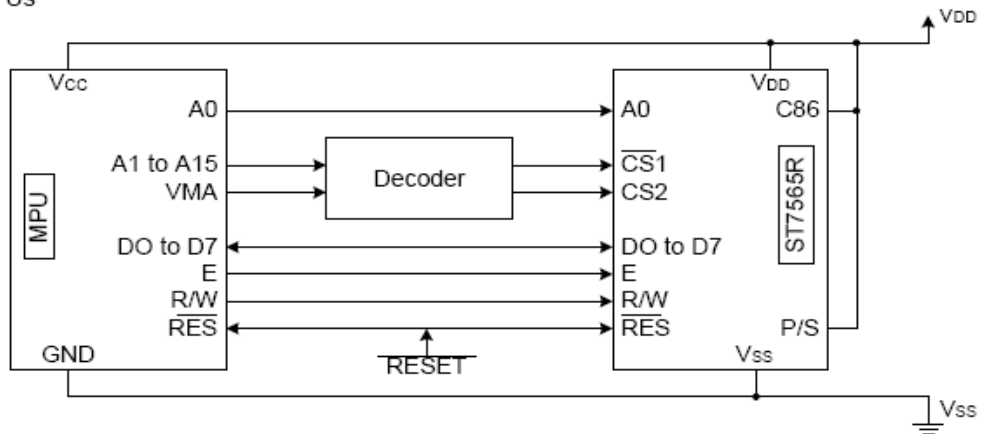 Us
VDD
VCC
VDD
A0
A0
C86
A1 to A15
Decoder
CS1
VMA
CS2
MPU
ST7565R
DO to D7
DO to D7
E
E
R/W
R/W
RES
RES
P/S
GND
RESET
VSS
VSS